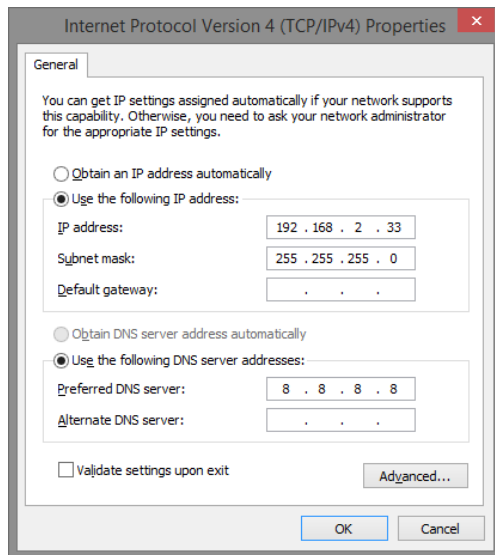 Internet Protocol Version 4 (TCP/IPv4) Properties
General
You can get IP settings assigned automatically if your network supports
this capability. Otherwise, you need to ask your network administrator
for the appropriate IP settings.
Obtain an IP address automatically
Use the following IP address:
IP address: 192 . 168 . 2 . 33
Subnet mask: 255 . 255 . 255 . 0
Default gateway: . . .
Obtain DNS server address automatically
Use the following DNS server addresses:
Preferred DNS server: 8 . 8 . 8 . 8
Alternate DNS server: . . .
Validate settings upon exit
Advanced...
OK Cancel